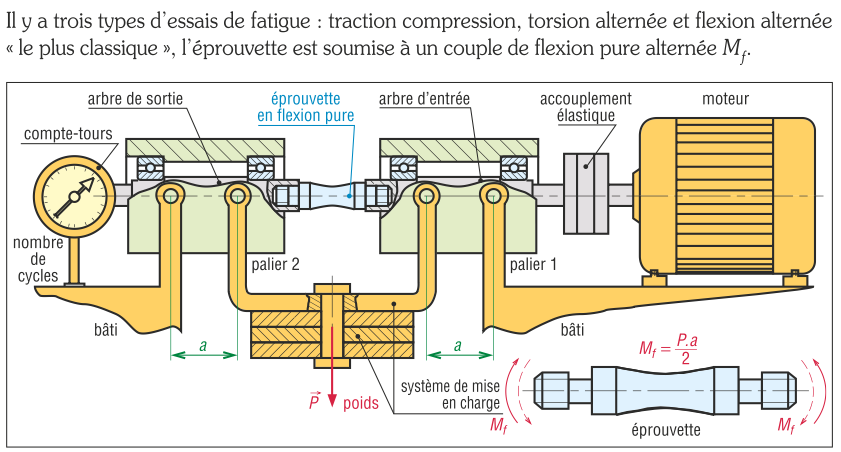 Il y a trois types d’essais de fatigue : traction compression, torsion alternée et flexion alternée
« le plus classique », l’éprouvette est soumise à un couple de flexion pure alternée Mf.
arbre de sortie
éprouvette
en flexion pure
arbre d'entrée
accouplement
élastique
moteur
compte-tours
nombre
de
cycles
palier 2
palier 1
bâti
bâti
a
a
Mf = P.a
2
P
poids
système de mise
en charge
Mf
Mf
éprouvette